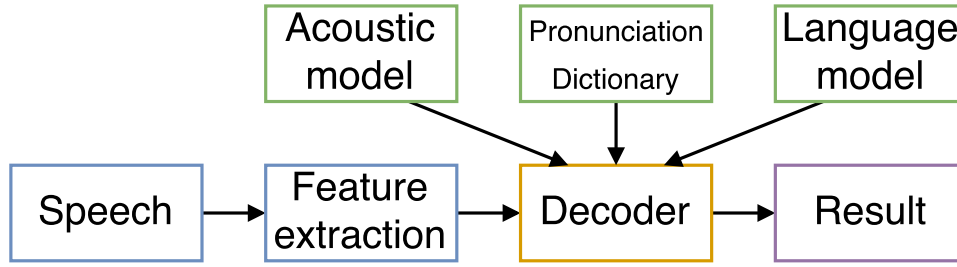 Acoustic
model
Pronunciation
Dictionary
Language
model
Speech
Feature
extraction
Decoder
Result